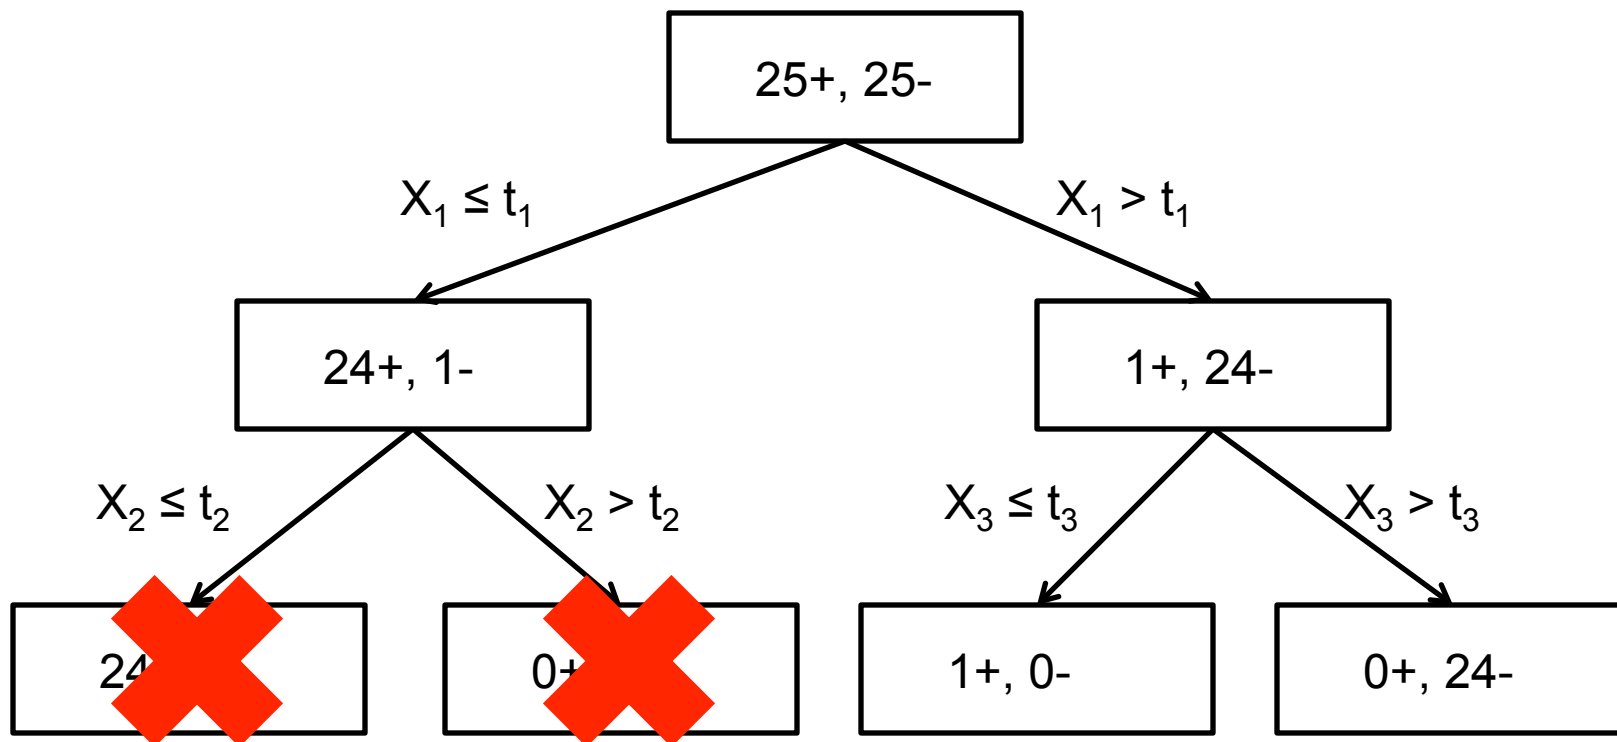 25+, 25-
X₁ ≤ t₁
X₁ > t₁
24+, 1-
1+, 24-
X₂ ≤ t₂
X₂ > t₂
X₃ ≤ t₃
X₃ > t₃
24
0+
1+, 0-
0+, 24-